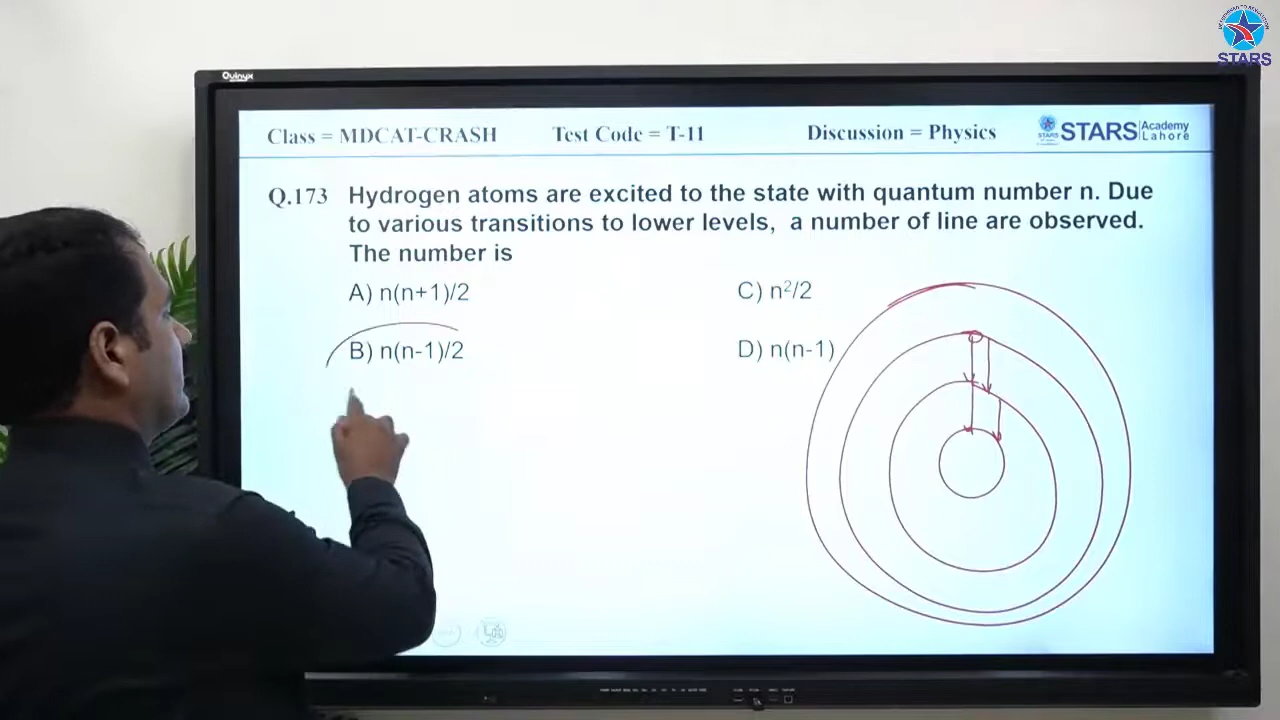 STARS
Quinyx
Class = MDCAT-CRASH Test Code = T-11 Discussion = Physics STARS Academy Lahore
Q.173 Hydrogen atoms are excited to the state with quantum number n. Due
to various transitions to lower levels, a number of line are observed.
The number is
A) n(n+1)/2 C) n²/2
B) n(n-1)/2 D) n(n-1)